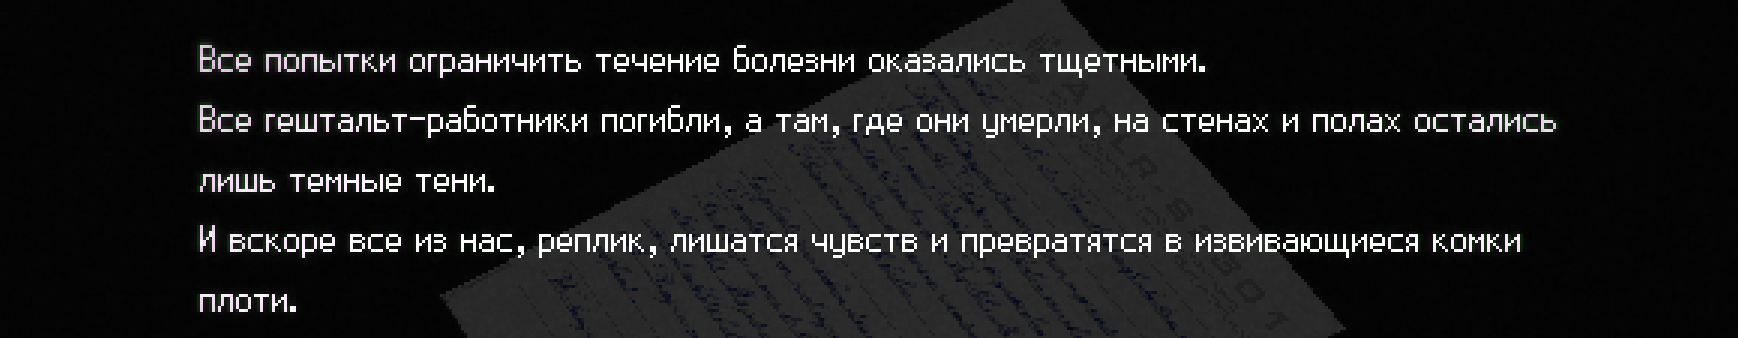 Все попытки ограничить течение болезни оказались тщетными.
Все гештальт-работники погибли, а там, где они умерли, на стенах и полах остались
лишь темные тени.
И вскоре все из нас, реплик, лишатся чувств и превратятся в извивающиеся комки
плоти.